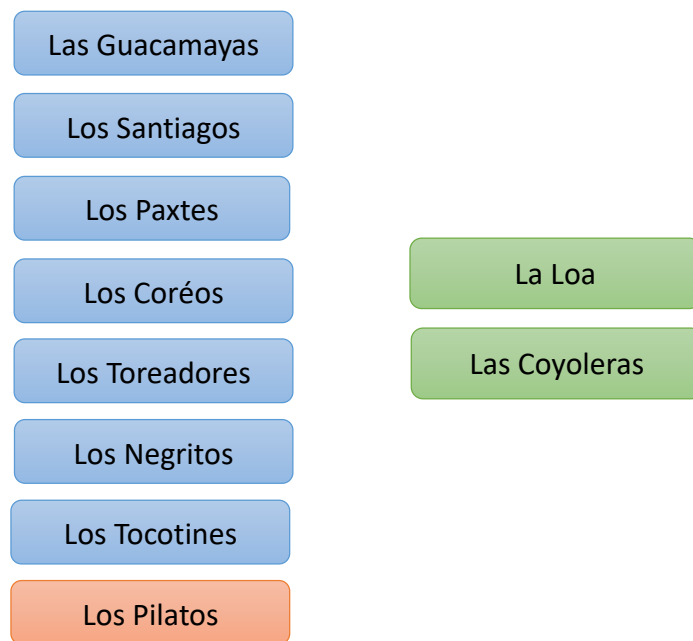 Las Guacamayas
Los Santiagos
Los Paxtes
Los Coréos
Los Toreadores
Los Negritos
Los Tocotines
Los Pilatos
La Loa
Las Coyoleras